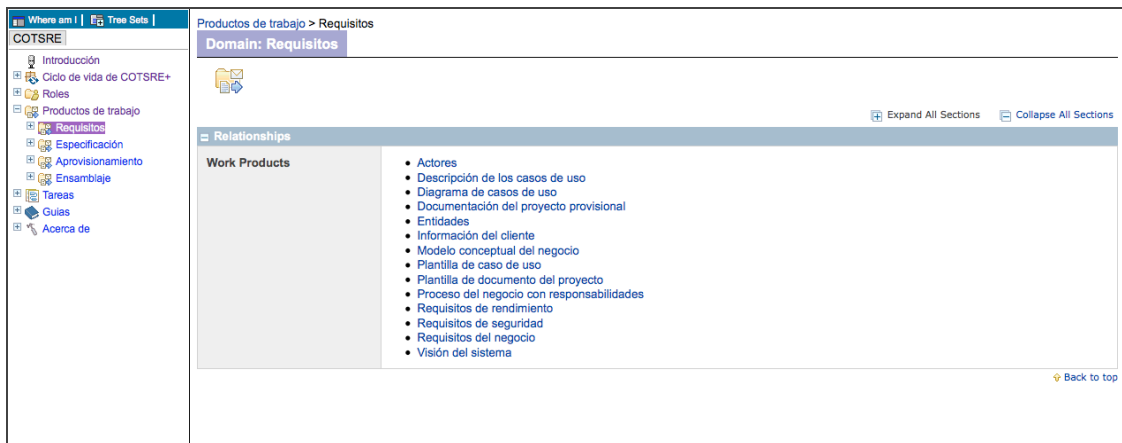 Where am I | Tree Sets |
COTSRE
Introducción
Ciclo de vida de COTSRE+
Roles
Productos de trabajo
Requisitos
Especificación
Aprovisionamiento
Ensamblaje
Tareas
Guías
Acerca de
Productos de trabajo > Requisitos
Domain: Requisitos
Expand All Sections Collapse All Sections
Relationships
Work Products
Actores
Descripción de los casos de uso
Diagrama de casos de uso
Documentación del proyecto provisional
Entidades
Información del cliente
Modelo conceptual del negocio
Plantilla de caso de uso
Plantilla de documento del proyecto
Proceso del negocio con responsabilidades
Requisitos de rendimiento
Requisitos de seguridad
Requisitos del negocio
Visión del sistema
Back to top